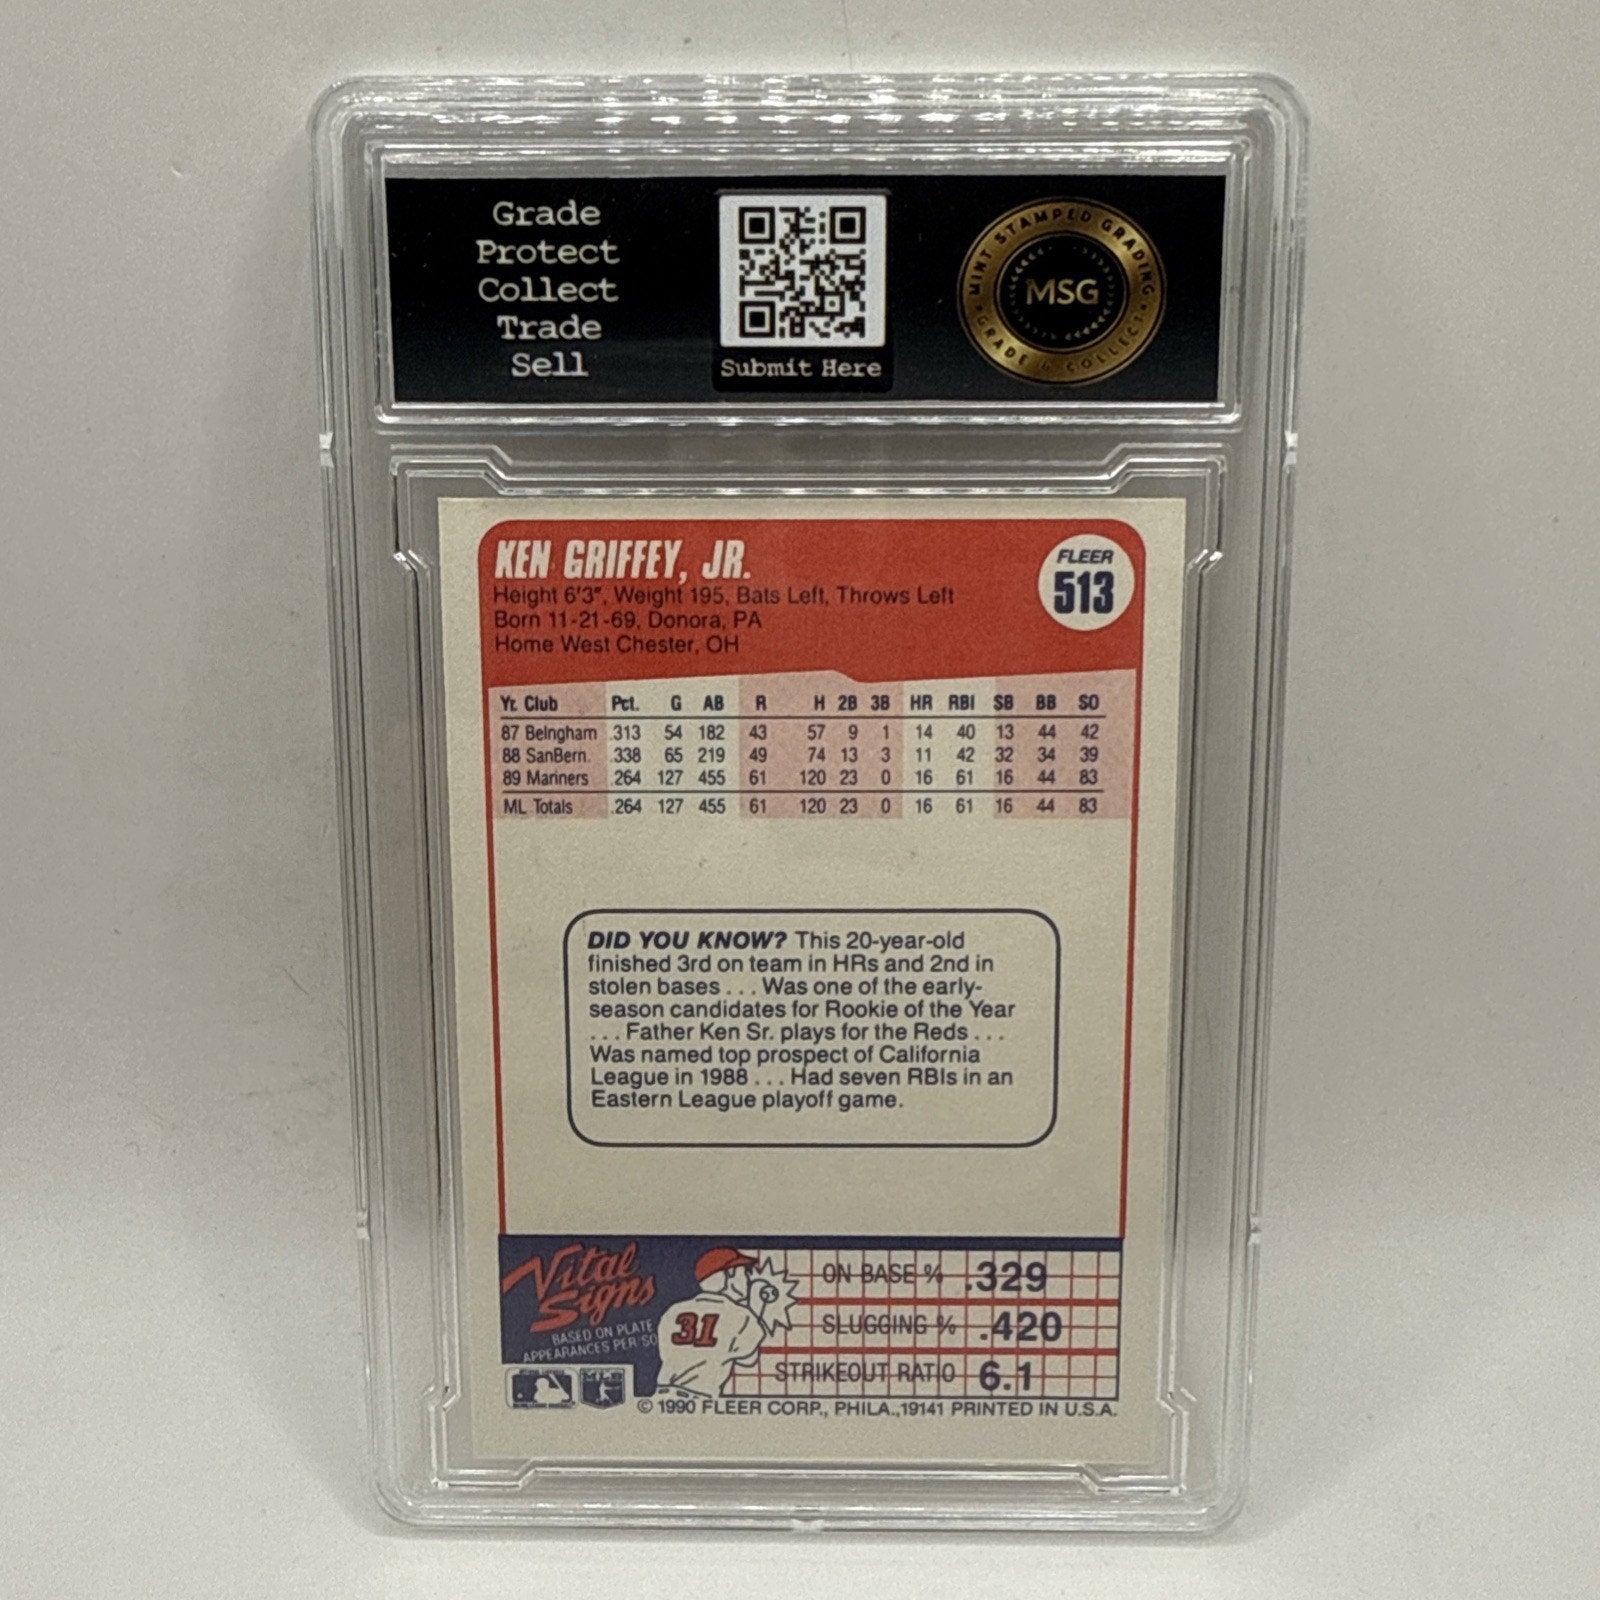 Grade
Protect
Collect
Trade
Sell
Submit Here
MINT STAMPED GRADING
MSG
GRADE & COLLECT
KEN GRIFFEY, JR.
FLEER
513
Height 6'3", Weight 195, Bats Left, Throws Left
Born 11-21-69, Donora, PA
Home West Chester, OH
Yr. Club Pct. G AB R H 2B 3B HR RBI SB BB SO
87 Belngham .313 54 182 43 57 9 1 14 40 13 44 42
88 SanBern. .338 65 219 49 74 13 3 11 42 32 34 39
89 Mariners .264 127 455 61 120 23 0 16 61 16 44 83
ML Totals .264 127 455 61 120 23 0 16 61 16 44 83
DID YOU KNOW? This 20-year-old
finished 3rd on team in HRs and 2nd in
stolen bases . . . Was one of the early-
season candidates for Rookie of the Year
. . . Father Ken Sr. plays for the Reds . . .
Was named top prospect of California
League in 1988 . . . Had seven RBIs in an
Eastern League playoff game.
Vital
Signs
BASED ON PLATE
APPEARANCES PER SO
31
ON BASE % .329
SLUGGING % .420
STRIKEOUT RATIO 6.1
© 1990 FLEER CORP., PHILA., 19141 PRINTED IN U.S.A.